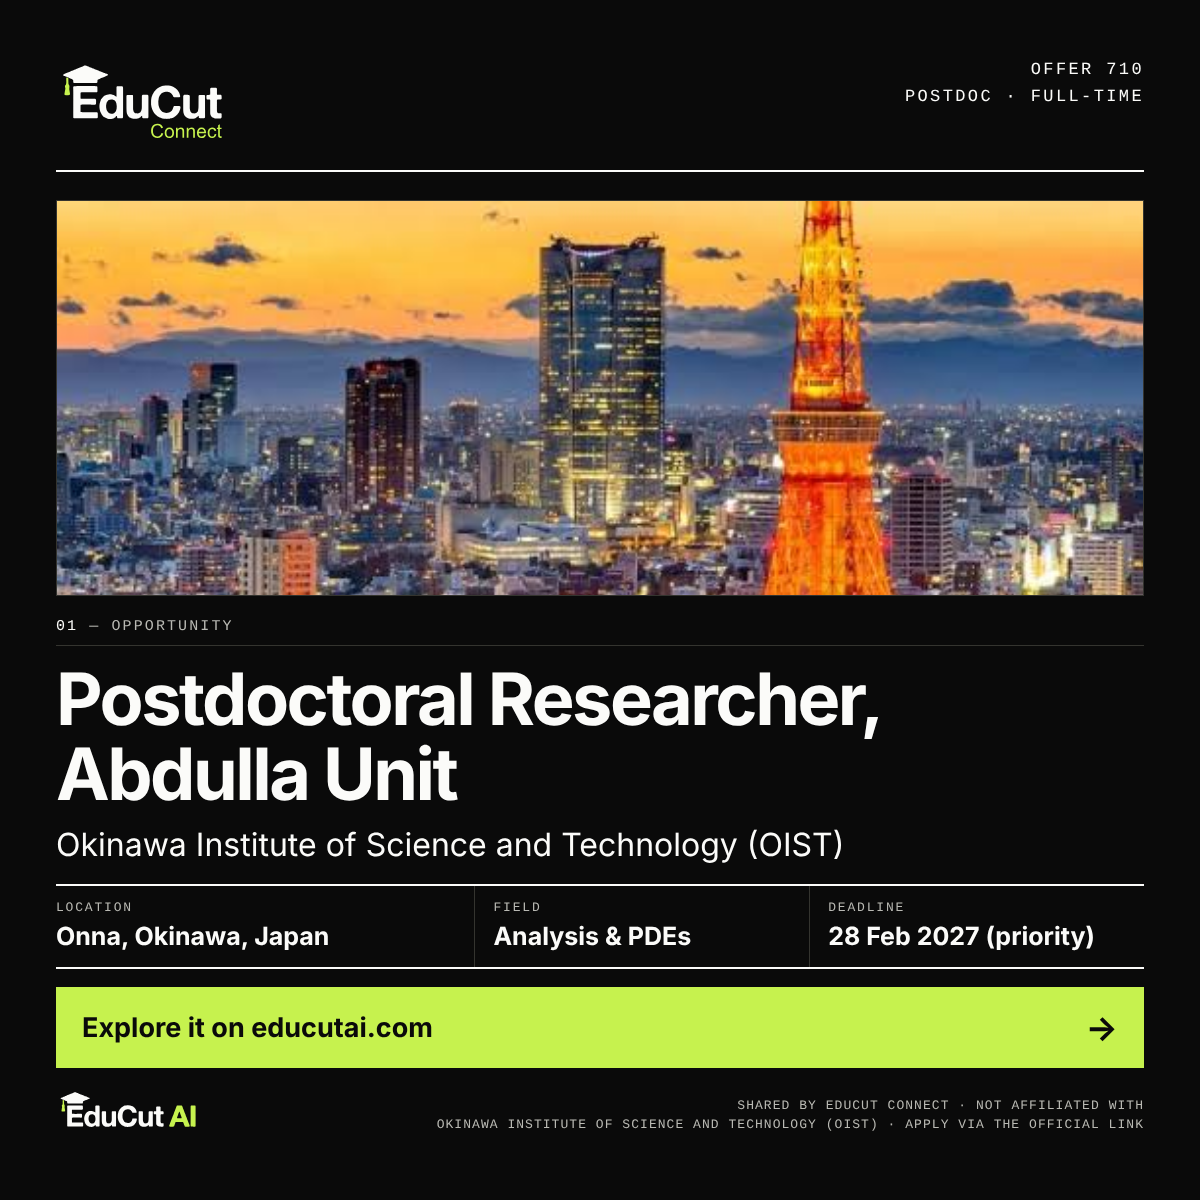 EduCut
Connect
OFFER 710
POSTDOC · FULL-TIME
01 — OPPORTUNITY
Postdoctoral Researcher,
Abdulla Unit
Okinawa Institute of Science and Technology (OIST)
LOCATION
Onna, Okinawa, Japan
FIELD
Analysis & PDEs
DEADLINE
28 Feb 2027 (priority)
Explore it on educutai.com →
EduCut AI
SHARED BY EDUCUT CONNECT · NOT AFFILIATED WITH
OKINAWA INSTITUTE OF SCIENCE AND TECHNOLOGY (OIST) · APPLY VIA THE OFFICIAL LINK